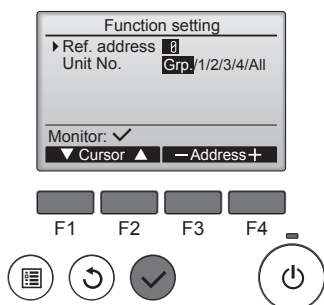 Function setting
Ref. address 0
Unit No. Grp./1/2/3/4/All
Monitor: ✓
▼ Cursor ▲ −Address+
F1 F2 F3 F4